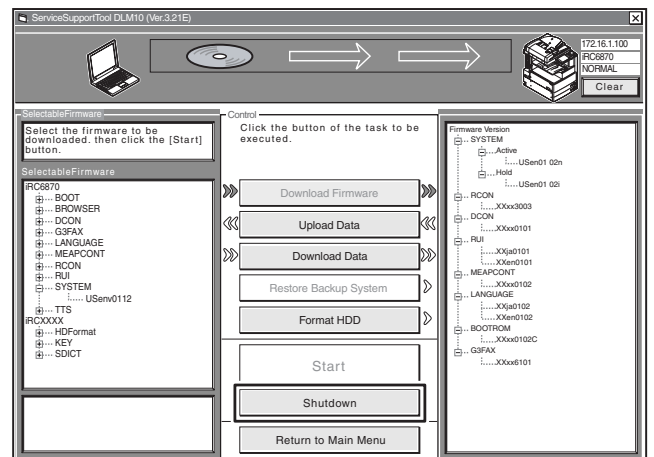 ServiceSupportTool DLM10 (Ver.3.21E)
172.16.1.100
iRC6870
NORMAL
Clear
SelectableFirmware
Select the firmware to be
downloaded. then click the [Start]
button.
SelectableFirmware
iRC6870
BOOT
BROWSER
DCON
G3FAX
LANGUAGE
MEAPCONT
RCON
RUI
SYSTEM
USenv0112
TTS
iRCXXXX
HDFormat
KEY
SDICT
Control
Click the button of the task to be
executed.
Download Firmware
Upload Data
Download Data
Restore Backup System
Format HDD
Start
Shutdown
Return to Main Menu
Firmware Version
SYSTEM
Active
USen01 02n
Hold
USen01 02i
RCON
XXxx3003
DCON
XXxx0101
RUI
XXja0101
XXen0101
MEAPCONT
XXxx0102
LANGUAGE
XXja0102
XXen0102
BOOTROM
XXxx0102C
G3FAX
XXxx6101